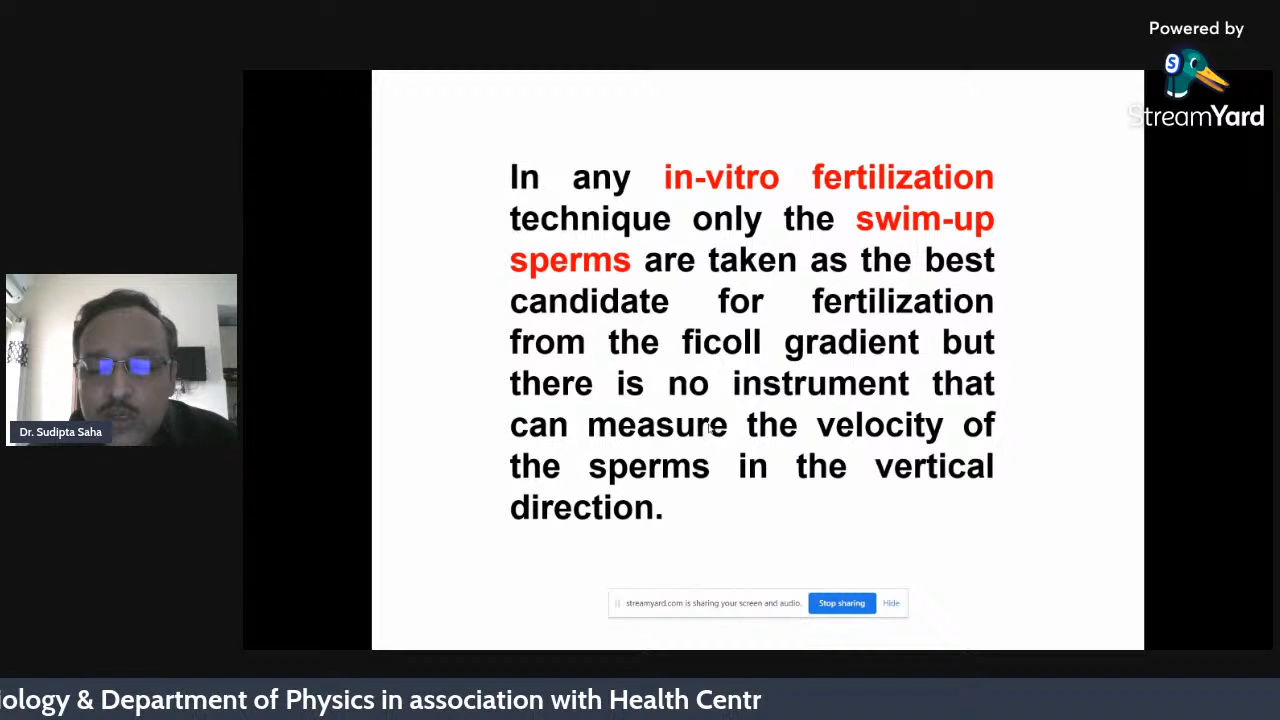 Powered by
StreamYard
In any in-vitro fertilization
technique only the swim-up
sperms are taken as the best
candidate for fertilization
from the ficoll gradient but
there is no instrument that
can measure the velocity of
the sperms in the vertical
direction.
Dr. Sudipta Saha
streamyard.com is sharing your screen and audio. Stop sharing Hide
iology & Department of Physics in association with Health Centr